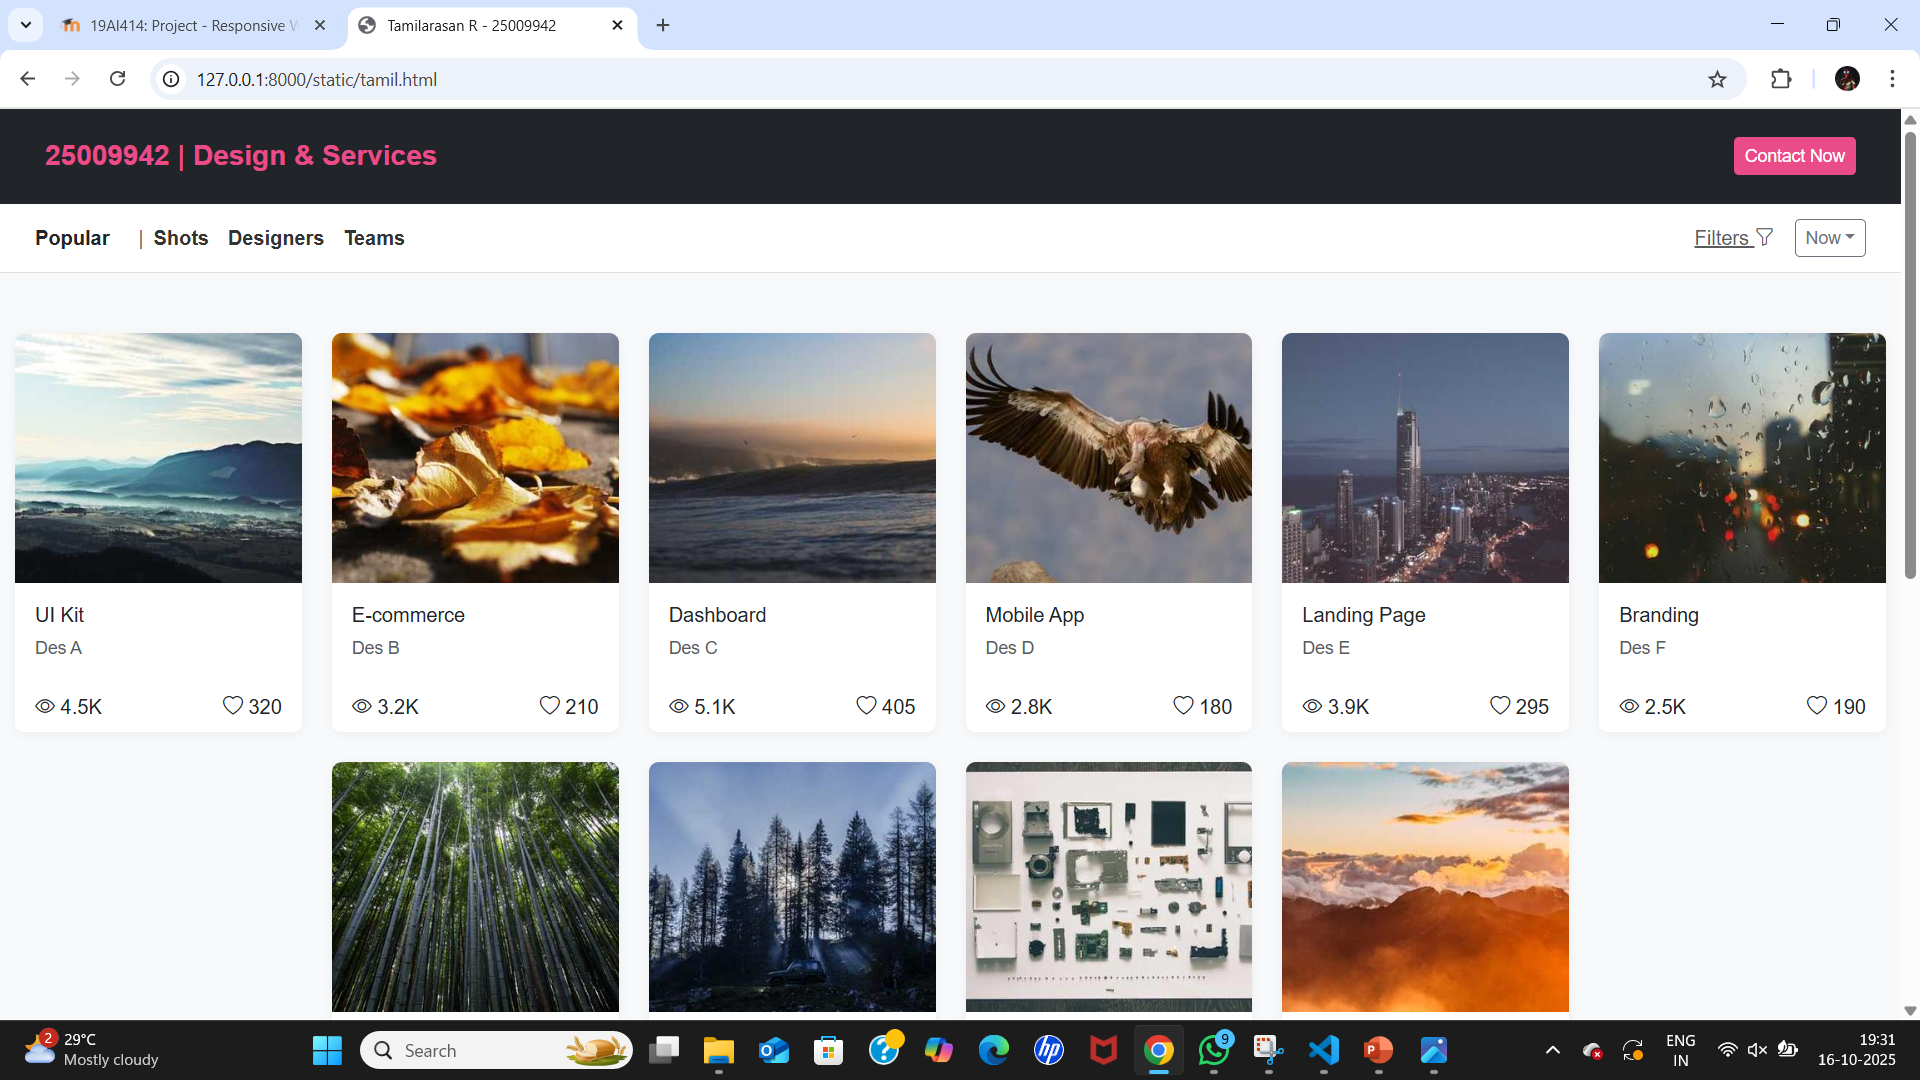 19AI414: Project - Responsive W
Tamilarasan R - 25009942
127.0.0.1:8000/static/tamil.html
25009942 | Design & Services
Contact Now
Popular | Shots Designers Teams
Filters
Now
UI Kit
Des A
4.5K 320
E-commerce
Des B
3.2K 210
Dashboard
Des C
5.1K 405
Mobile App
Des D
2.8K 180
Landing Page
Des E
3.9K 295
Branding
Des F
2.5K 190
2
29°C
Mostly cloudy
Search
9
ENG
IN
19:31
16-10-2025